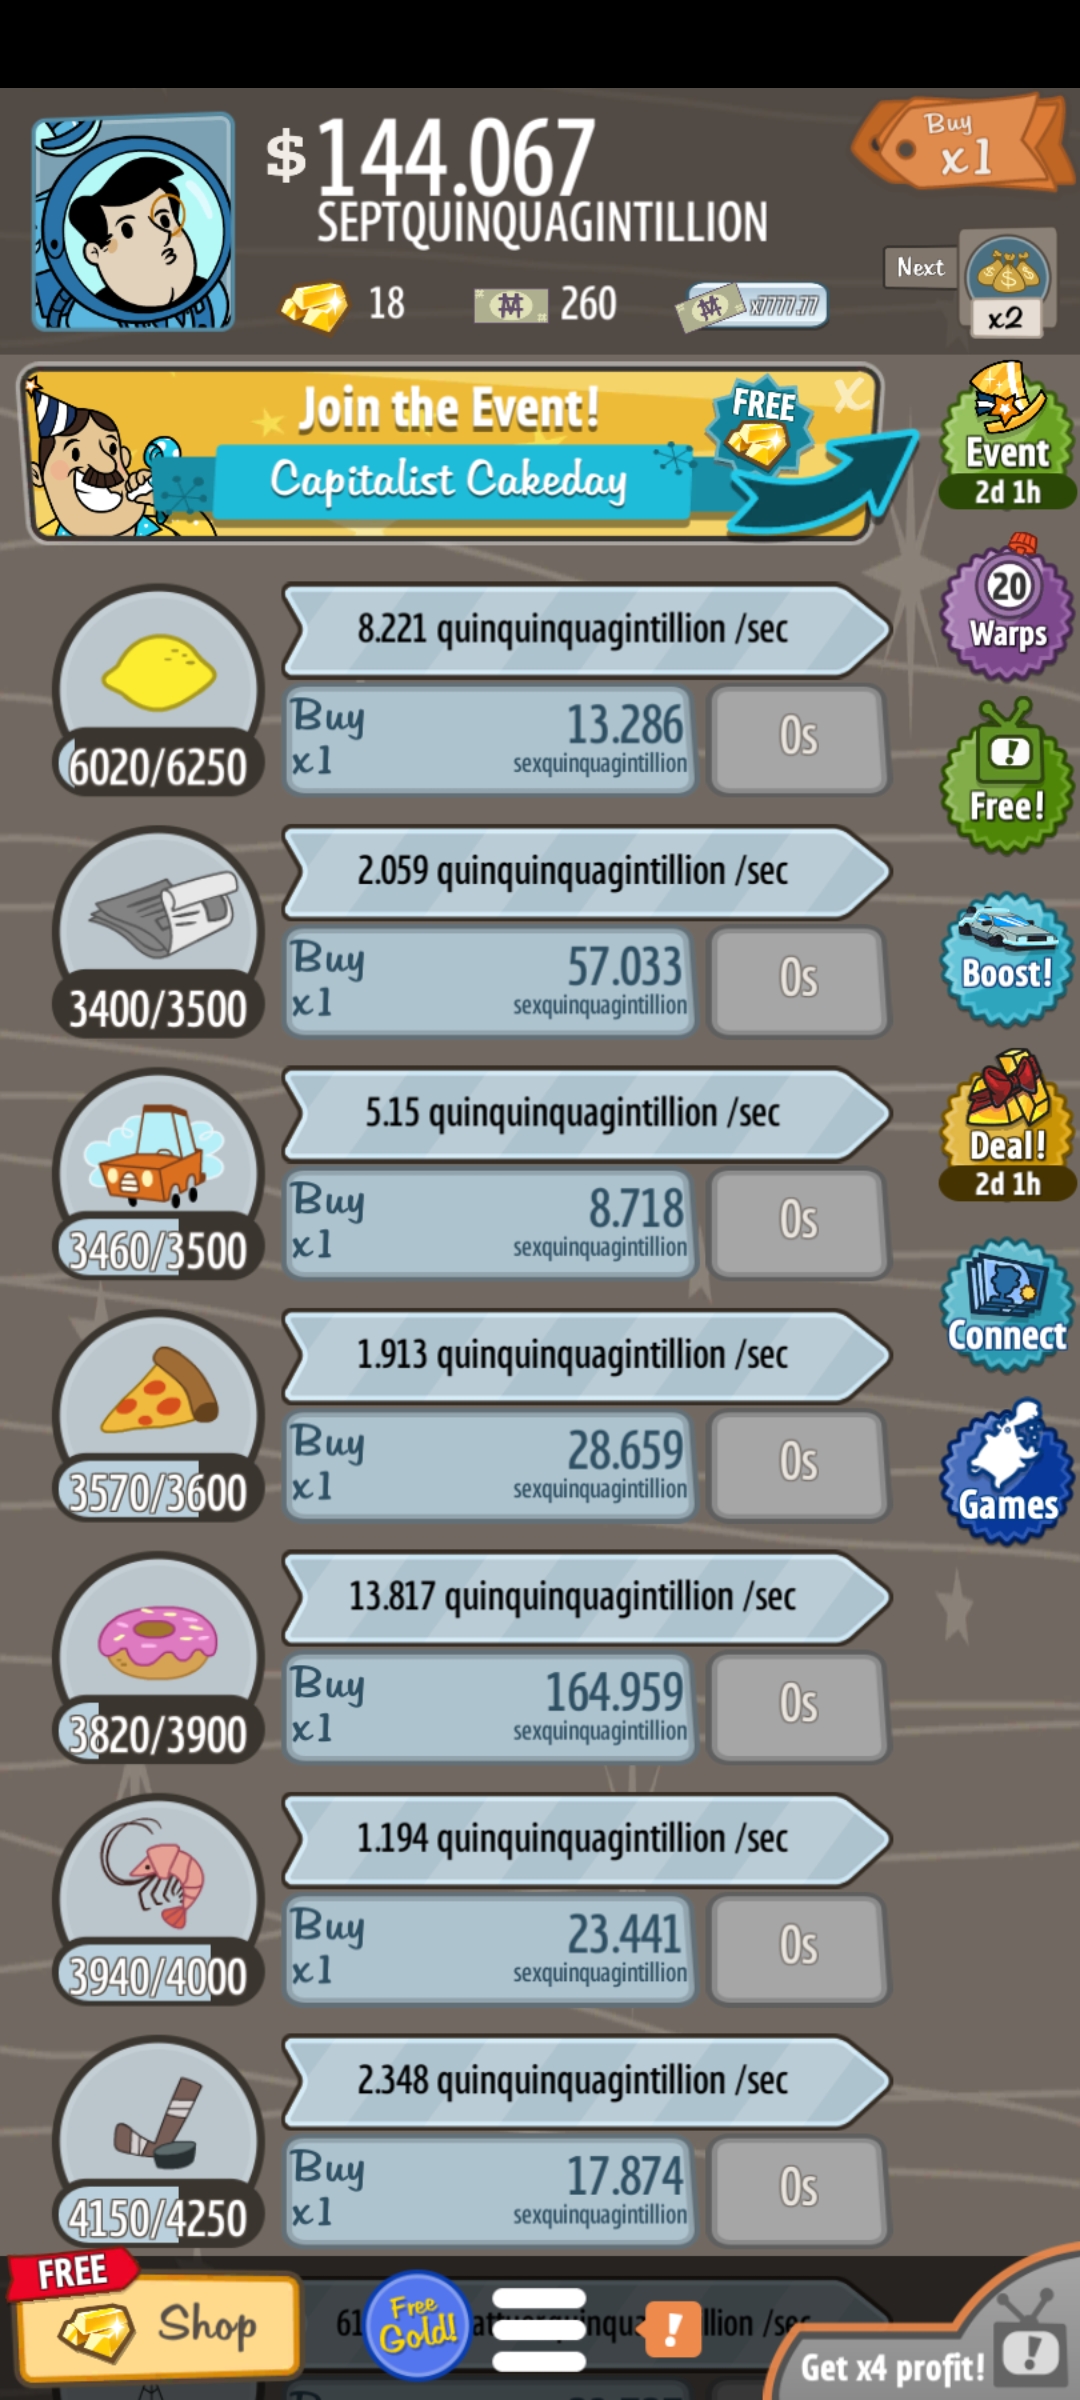 $144.067
SEPTQUINQUAGINTILLION
18
260
x7777.77
Buy
x1
Next
x2
Join the Event!
Capitalist Cakeday
FREE
x
Event
2d 1h
20
Warps
Free!
Boost!
Deal!
2d 1h
Connect
Games
8.221 quinquinquagintillion /sec
6020/6250
Buy
x1
13.286
sexquinquagintillion
0s
2.059 quinquinquagintillion /sec
3400/3500
Buy
x1
57.033
sexquinquagintillion
0s
5.15 quinquinquagintillion /sec
3460/3500
Buy
x1
8.718
sexquinquagintillion
0s
1.913 quinquinquagintillion /sec
3570/3600
Buy
x1
28.659
sexquinquagintillion
0s
13.817 quinquinquagintillion /sec
3820/3900
Buy
x1
164.959
sexquinquagintillion
0s
1.194 quinquinquagintillion /sec
3940/4000
Buy
x1
23.441
sexquinquagintillion
0s
2.348 quinquinquagintillion /sec
4150/4250
Buy
x1
17.874
sexquinquagintillion
0s
FREE
Shop
Free
Gold!
!
Get x4 profit!